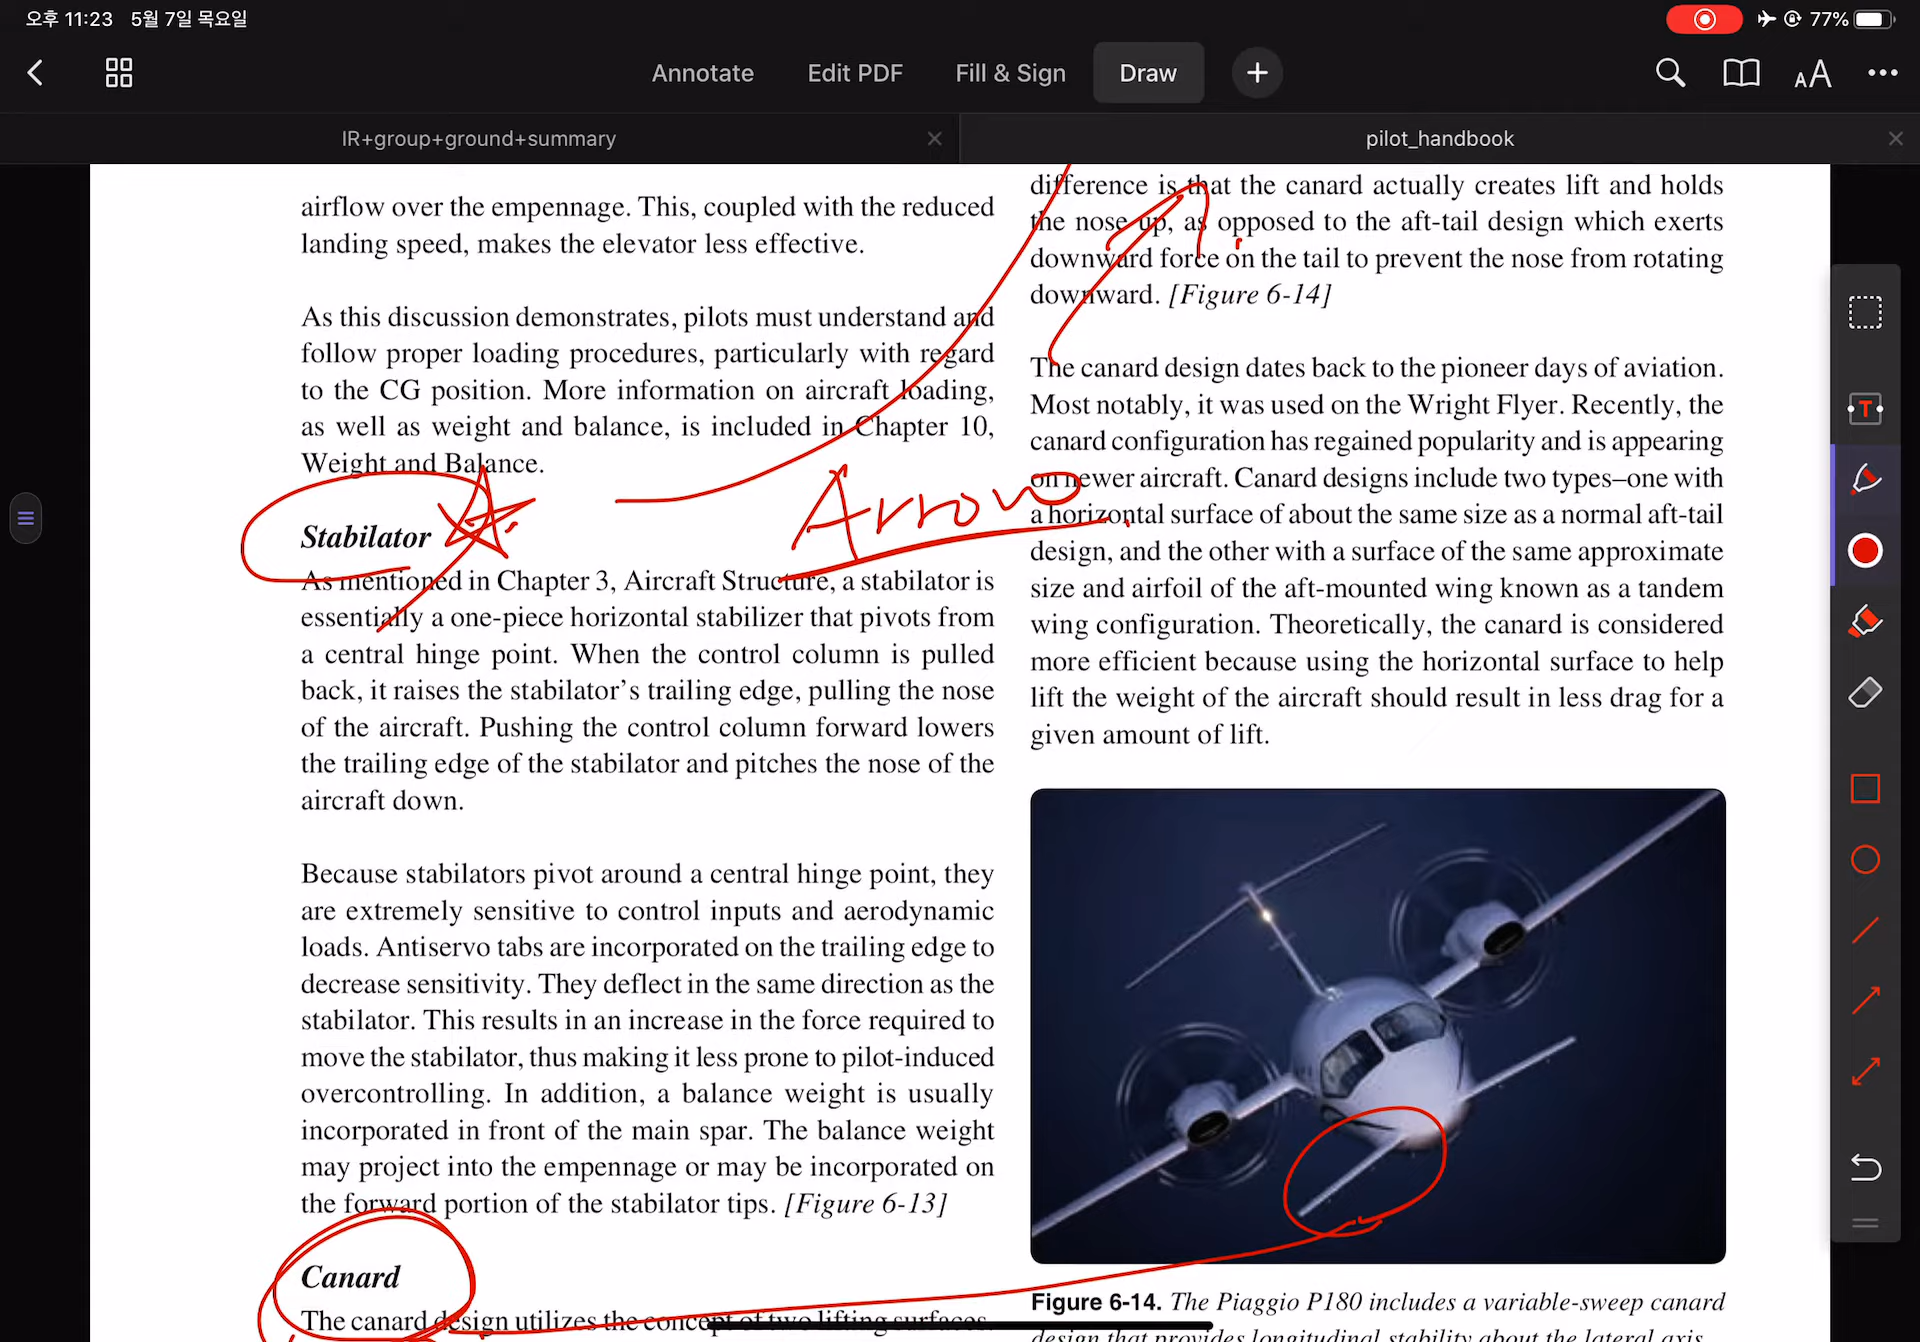 오후 11:23 5월 7일 목요일
77%
Annotate Edit PDF Fill & Sign Draw
AA
IR+group+ground+summary
pilot_handbook
airflow over the empennage. This, coupled with the reduced
landing speed, makes the elevator less effective.
As this discussion demonstrates, pilots must understand and
follow proper loading procedures, particularly with regard
to the CG position. More information on aircraft loading,
as well as weight and balance, is included in Chapter 10,
Weight and Balance.
Arrow
Stabilator
As mentioned in Chapter 3, Aircraft Structure, a stabilator is
essentially a one-piece horizontal stabilizer that pivots from
a central hinge point. When the control column is pulled
back, it raises the stabilator’s trailing edge, pulling the nose
of the aircraft. Pushing the control column forward lowers
the trailing edge of the stabilator and pitches the nose of the
aircraft down.
Because stabilators pivot around a central hinge point, they
are extremely sensitive to control inputs and aerodynamic
loads. Antiservo tabs are incorporated on the trailing edge to
decrease sensitivity. They deflect in the same direction as the
stabilator. This results in an increase in the force required to
move the stabilator, thus making it less prone to pilot-induced
overcontrolling. In addition, a balance weight is usually
incorporated in front of the main spar. The balance weight
may project into the empennage or may be incorporated on
the forward portion of the stabilator tips. [Figure 6-13]
Canard
The canard design utilizes the concept of two lifting surfaces.
difference is that the canard actually creates lift and holds
the nose up, as opposed to the aft-tail design which exerts
downward force on the tail to prevent the nose from rotating
downward. [Figure 6-14]
The canard design dates back to the pioneer days of aviation.
Most notably, it was used on the Wright Flyer. Recently, the
canard configuration has regained popularity and is appearing
on newer aircraft. Canard designs include two types–one with
a horizontal surface of about the same size as a normal aft-tail
design, and the other with a surface of the same approximate
size and airfoil of the aft-mounted wing known as a tandem
wing configuration. Theoretically, the canard is considered
more efficient because using the horizontal surface to help
lift the weight of the aircraft should result in less drag for a
given amount of lift.
Figure 6-14. The Piaggio P180 includes a variable-sweep canard
design that provides longitudinal stability about the lateral axis.
T